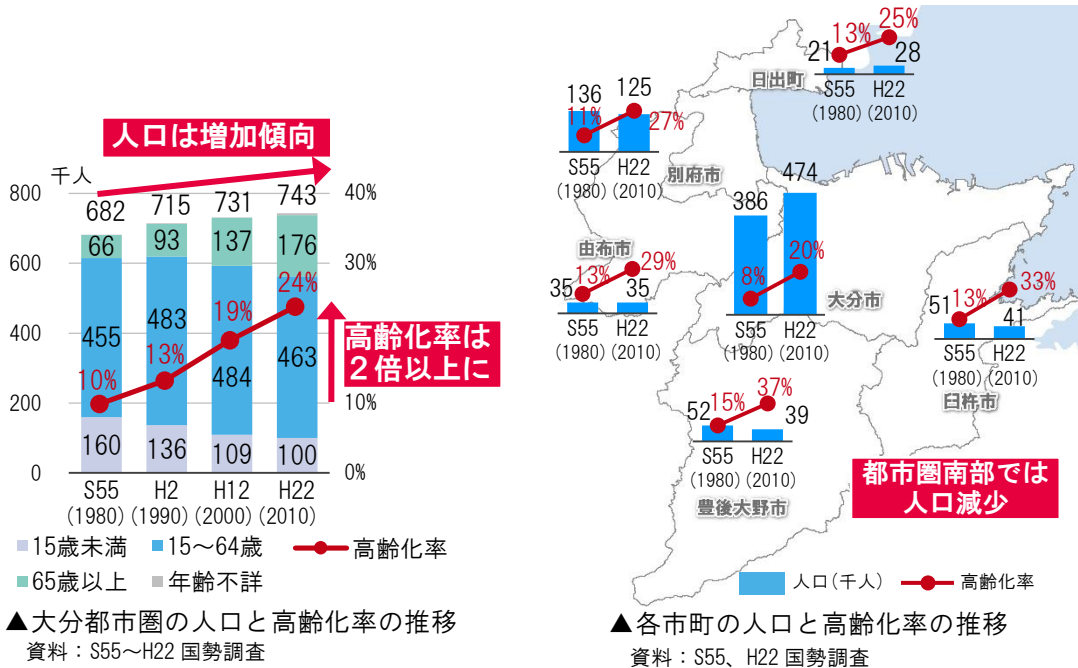 人口は増加傾向
千人
800
600
400
200
0
40%
30%
10%
0%
682
715
731
743
66
93
137
176
455
483
484
463
160
136
109
100
10%
13%
19%
24%
高齢化率は
2倍以上に
S55
(1980)
H2
(1990)
H12
(2000)
H22
(2010)
15歳未満
15~64歳
高齢化率
65歳以上
年齢不詳
▲大分都市圏の人口と高齢化率の推移
資料:S55~H22 国勢調査
日出町
21
28
13%
25%
S55
(1980)
H22
(2010)
別府市
136
125
11%
27%
S55
(1980)
H22
(2010)
大分市
386
474
8%
20%
S55
(1980)
H22
(2010)
由布市
35
35
13%
29%
S55
(1980)
H22
(2010)
臼杵市
51
41
13%
33%
S55
(1980)
H22
(2010)
豊後大野市
52
39
15%
37%
S55
(1980)
H22
(2010)
都市圏南部では
人口減少
人口(千人)
高齢化率
▲各市町の人口と高齢化率の推移
資料:S55、H22 国勢調査